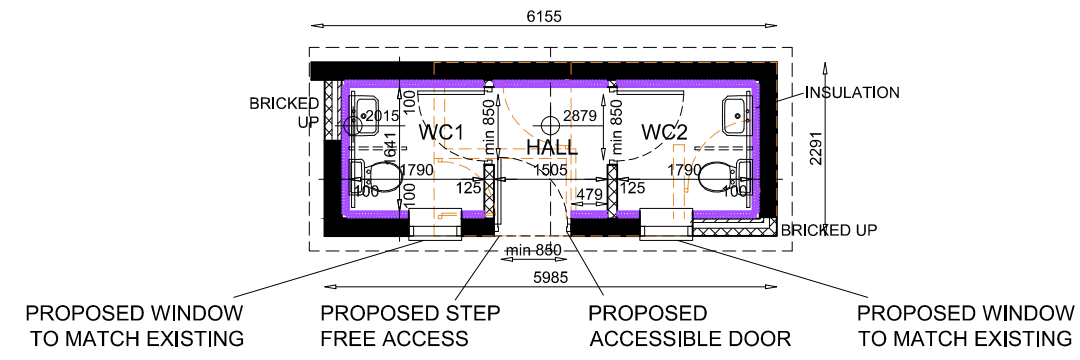 6155
INSULATION
BRICKED
UP
100
2015
WC1
min 850
HALL
2879
min 850
WC2
1641
2291
1790
1505
1790
100
125
125
100
479
100
BRICKED UP
min 850
5985
PROPOSED WINDOW
TO MATCH EXISTING
PROPOSED STEP
FREE ACCESS
PROPOSED
ACCESSIBLE DOOR
PROPOSED WINDOW
TO MATCH EXISTING